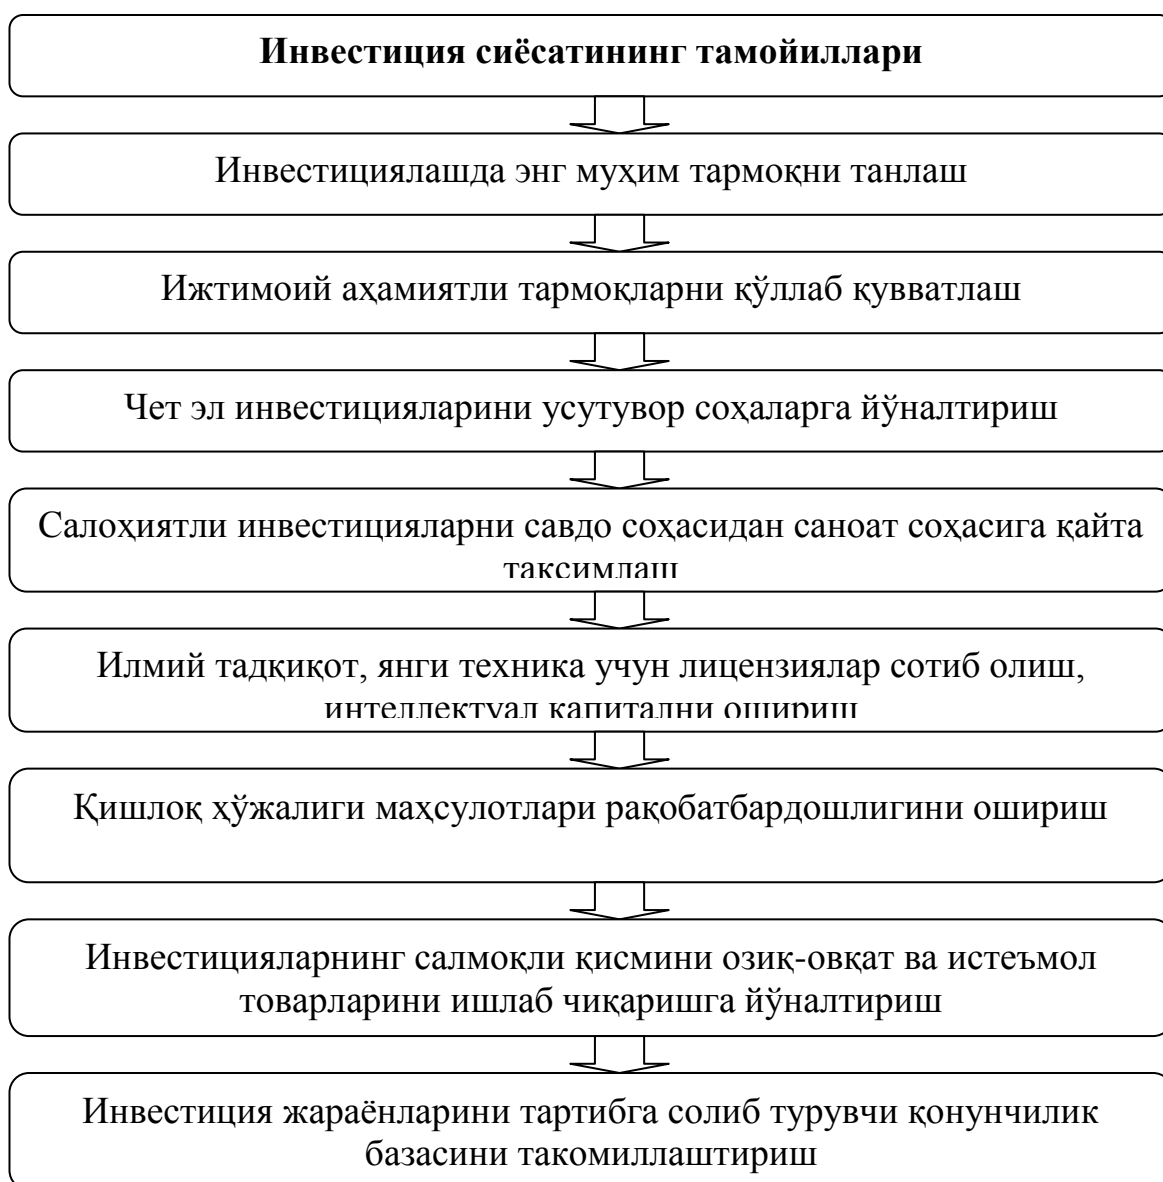 Инвестиция сиёсатининг тамойиллари
Инвестициялашда энг муҳим тармоқни танлаш
Ижтимоий аҳамиятли тармоқларни қўллаб қувватлаш
Чет эл инвестицияларини усутувор соҳаларга йўналтириш
Салоҳиятли инвестицияларни савдо соҳасидан саноат соҳасига қайта
тақсимлаш
Илмий тадқиқот, янги техника учун лицензиялар сотиб олиш,
интеллектуал капитални ошириш
Қишлоқ ҳўжалиги маҳсулотлари рақобатбардошлигини ошириш
Инвестицияларнинг салмоқли қисмини озиқ-овқат ва истеъмол
товарларини ишлаб чиқаришга йўналтириш
Инвестиция жараёнларини тартибга солиб турувчи қонунчилик
базасини такомиллаштириш